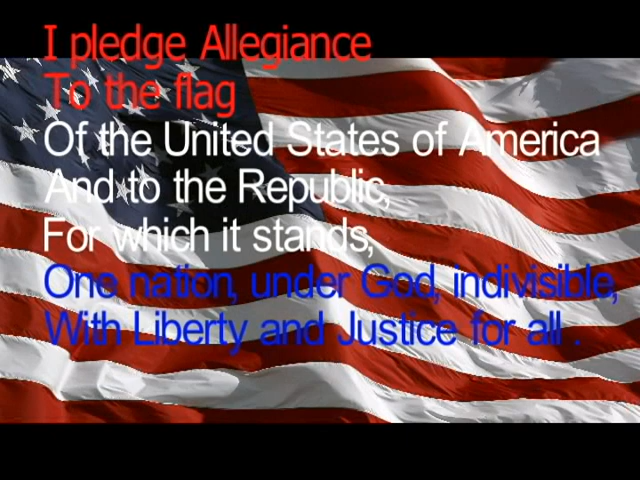 I pledge Allegiance
To the flag
Of the United States of America
And to the Republic,
For which it stands,
One nation, under God, indivisible,
With Liberty and Justice for all .